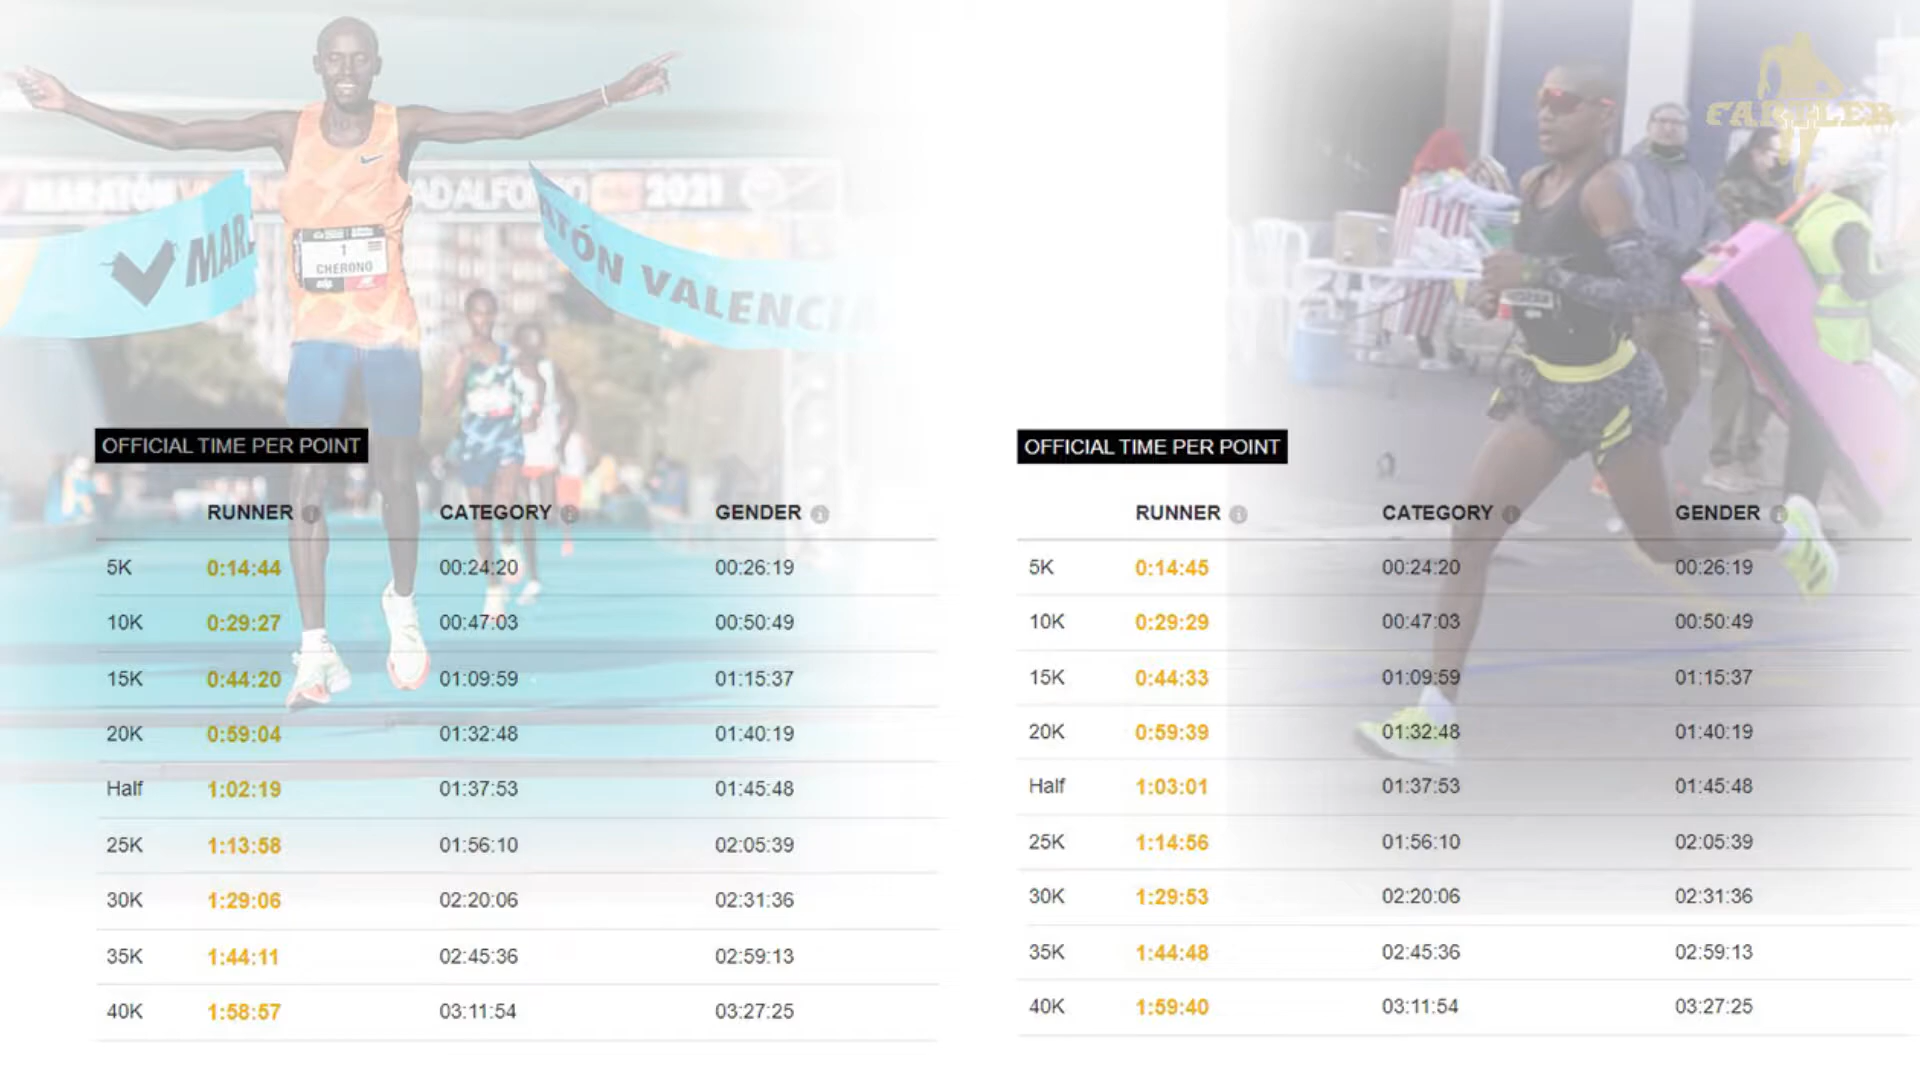 FARTLEK
MARATÓN VALENCIA
2021
MAR
ATÓN VALENCIA
1
CHERONO
OFFICIAL TIME PER POINT
RUNNER CATEGORY GENDER
5K 0:14:44 00:24:20 00:26:19
10K 0:29:27 00:47:03 00:50:49
15K 0:44:20 01:09:59 01:15:37
20K 0:59:04 01:32:48 01:40:19
Half 1:02:19 01:37:53 01:45:48
25K 1:13:58 01:56:10 02:05:39
30K 1:29:06 02:20:06 02:31:36
35K 1:44:11 02:45:36 02:59:13
40K 1:58:57 03:11:54 03:27:25
OFFICIAL TIME PER POINT
RUNNER CATEGORY GENDER
5K 0:14:45 00:24:20 00:26:19
10K 0:29:29 00:47:03 00:50:49
15K 0:44:33 01:09:59 01:15:37
20K 0:59:39 01:32:48 01:40:19
Half 1:03:01 01:37:53 01:45:48
25K 1:14:56 01:56:10 02:05:39
30K 1:29:53 02:20:06 02:31:36
35K 1:44:48 02:45:36 02:59:13
40K 1:59:40 03:11:54 03:27:25